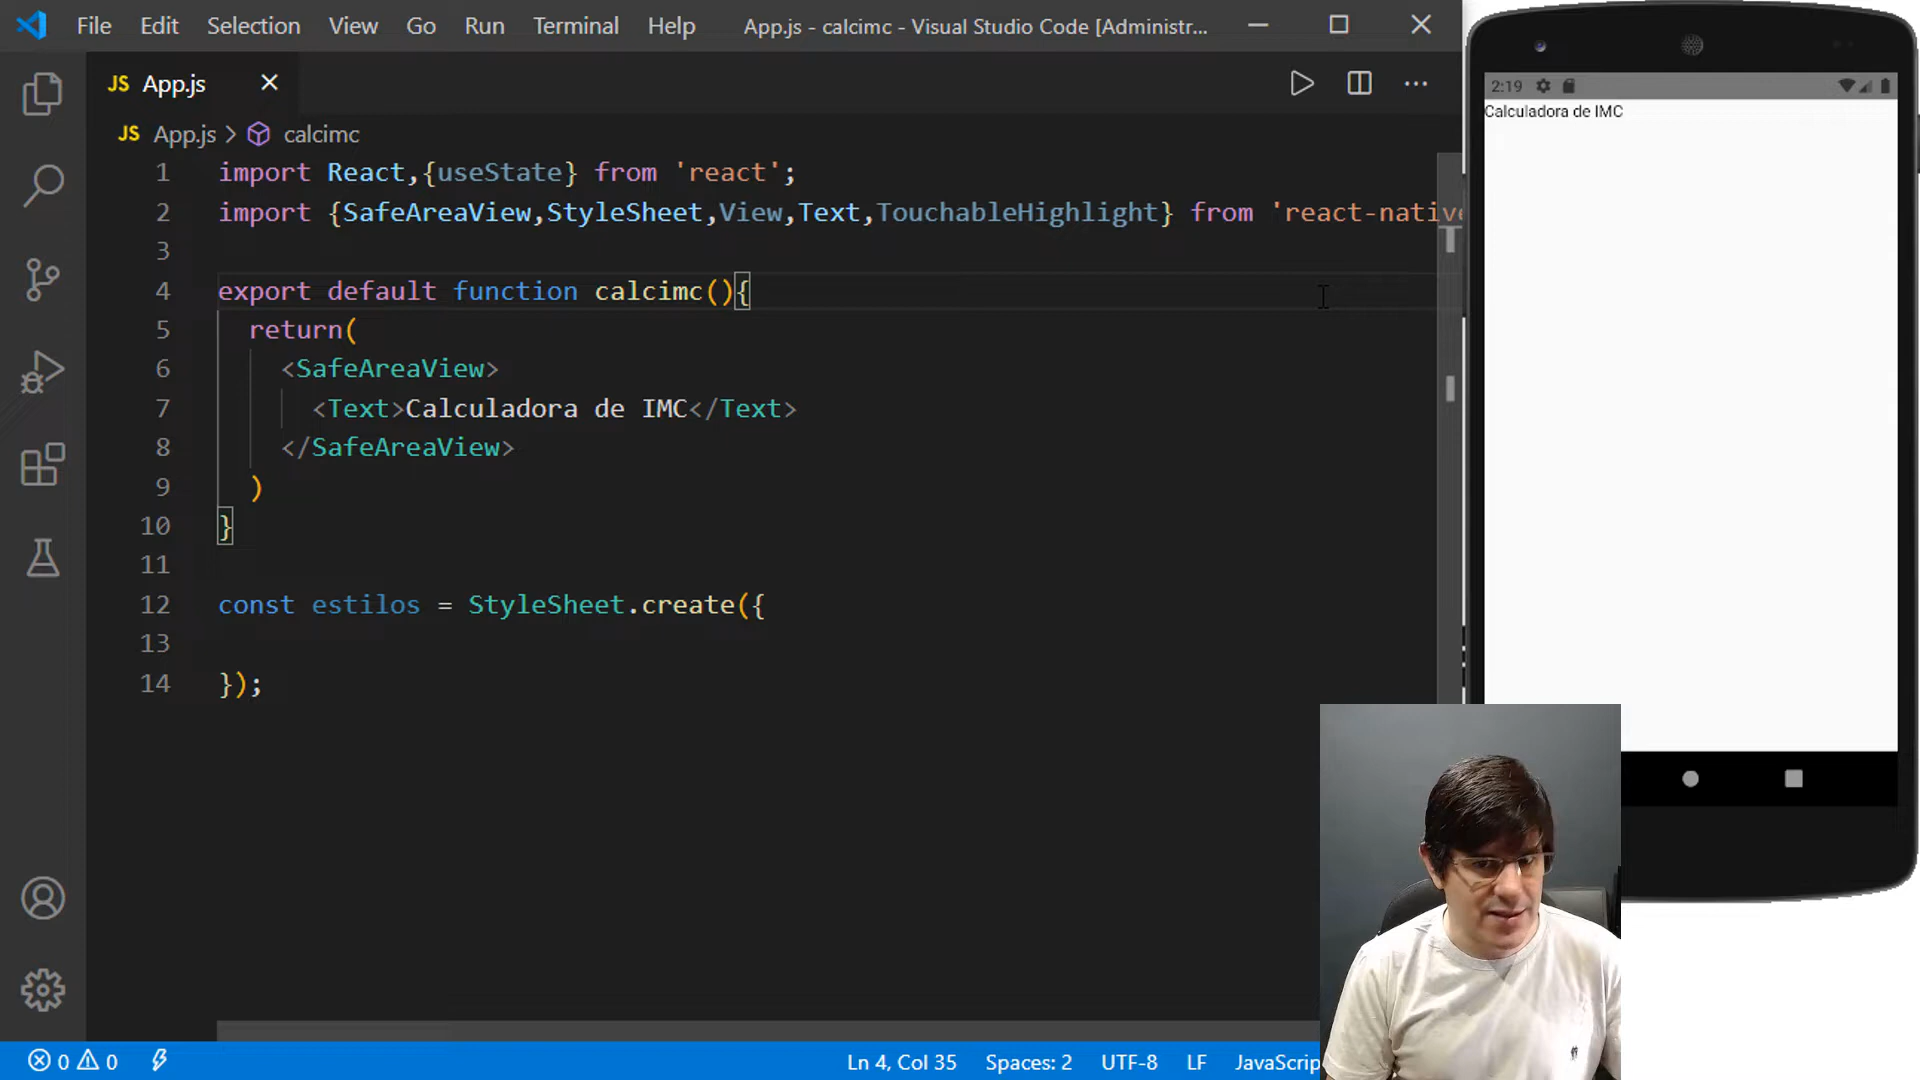 File Edit Selection View Go Run Terminal Help App.js - calcimc - Visual Studio Code [Administr...
JS App.js
JS App.js > calcimc
1 import React,{useState} from 'react';
2 import {SafeAreaView,StyleSheet,View,Text,TouchableHighlight} from 'react-native
3
4 export default function calcimc(){
5 return(
6 <SafeAreaView>
7 <Text>Calculadora de IMC</Text>
8 </SafeAreaView>
9 )
10 }
11
12 const estilos = StyleSheet.create({
13
14 });
0 0 Ln 4, Col 35 Spaces: 2 UTF-8 LF JavaScrip
2:19
Calculadora de IMC